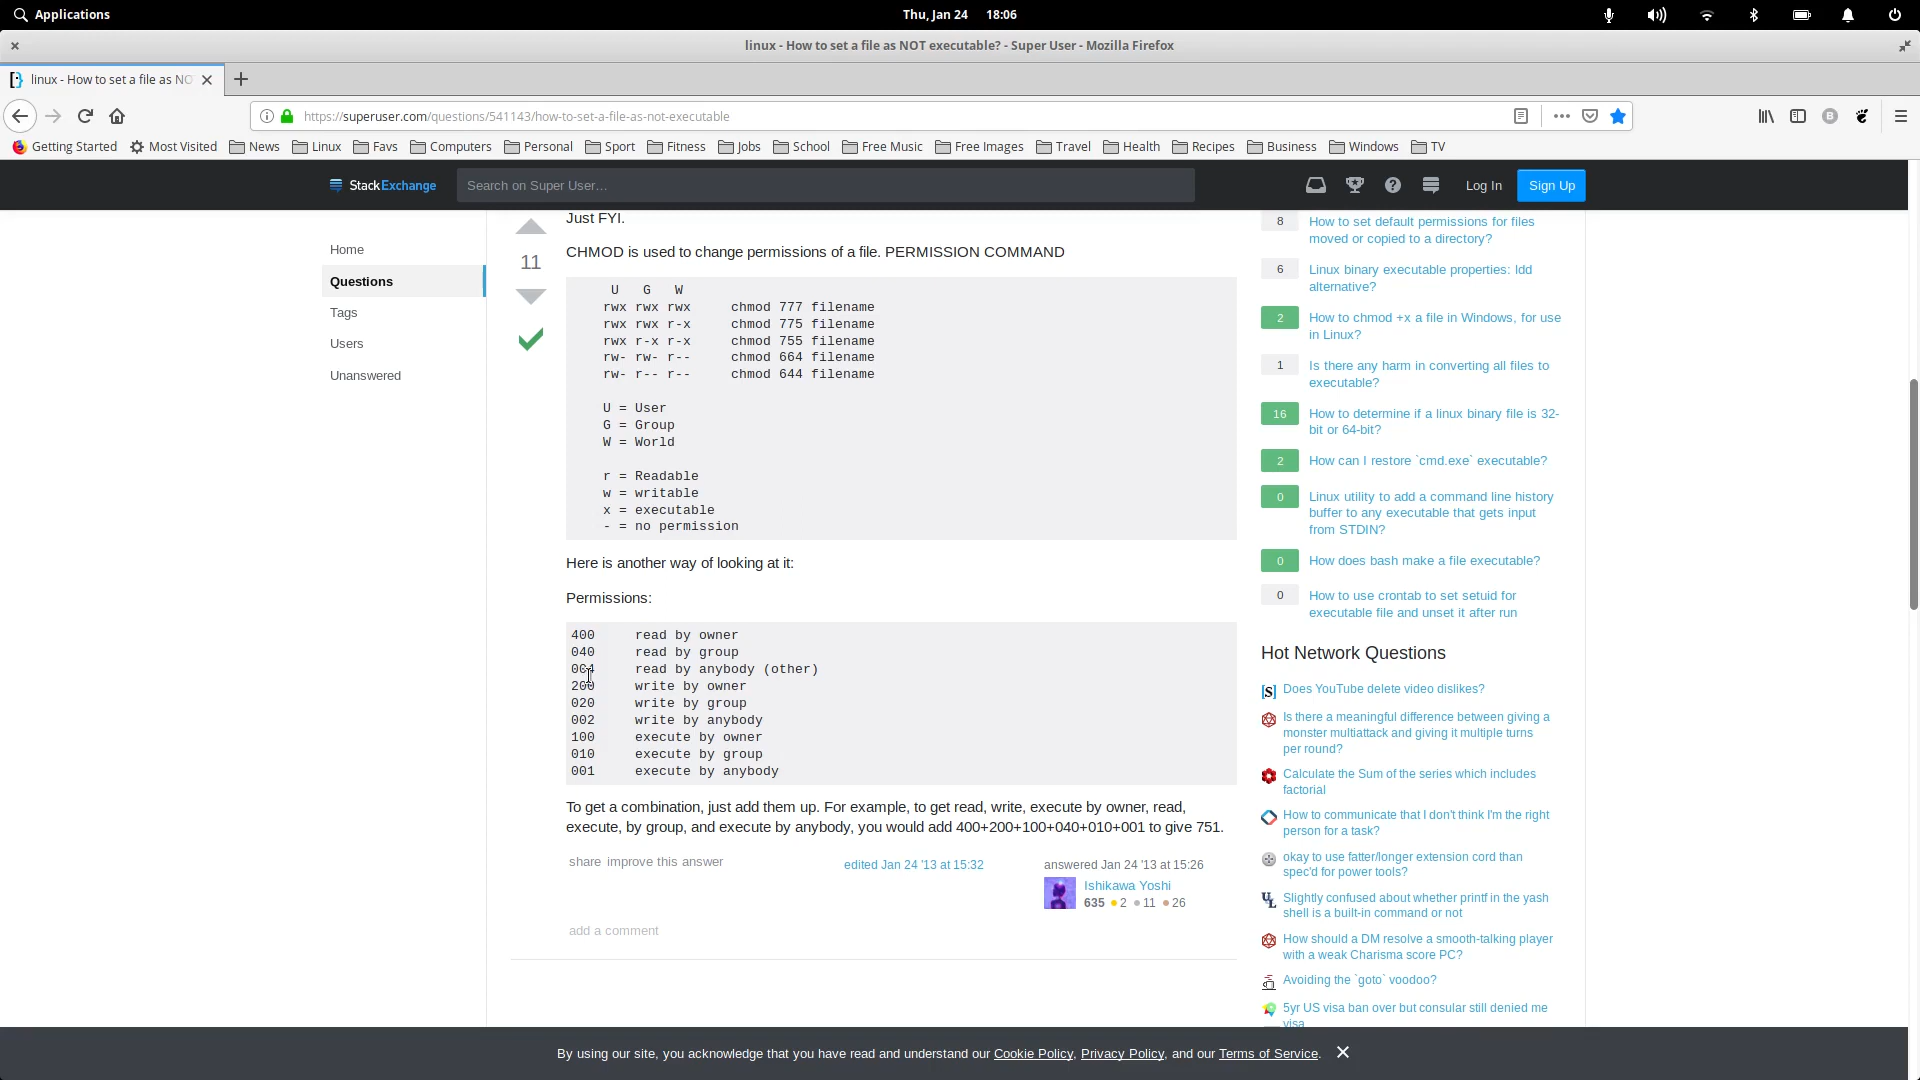 Applications
Thu, Jan 24 18:06
linux - How to set a file as NOT executable? - Super User - Mozilla Firefox
linux - How to set a file as NO
https://superuser.com/questions/541143/how-to-set-a-file-as-not-executable
Getting Started Most Visited News Linux Favs Computers Personal Sport Fitness Jobs School Free Music Free Images Travel Health Recipes Business Windows TV
StackExchange Search on Super User... Log In Sign Up
Home
Questions
Tags
Users
Unanswered
11
Just FYI.
CHMOD is used to change permissions of a file. PERMISSION COMMAND
U G W
rwx rwx rwx chmod 777 filename
rwx rwx r-x chmod 775 filename
rwx r-x r-x chmod 755 filename
rw- rw- r-- chmod 664 filename
rw- r-- r-- chmod 644 filename
U = User
G = Group
W = World
r = Readable
w = writable
x = executable
- = no permission
Here is another way of looking at it:
Permissions:
400 read by owner
040 read by group
004 read by anybody (other)
200 write by owner
020 write by group
002 write by anybody
100 execute by owner
010 execute by group
001 execute by anybody
To get a combination, just add them up. For example, to get read, write, execute by owner, read,
execute, by group, and execute by anybody, you would add 400+200+100+040+010+001 to give 751.
share improve this answer
edited Jan 24 '13 at 15:32
answered Jan 24 '13 at 15:26
Ishikawa Yoshi
635 2 11 26
add a comment
8 How to set default permissions for files
moved or copied to a directory?
6 Linux binary executable properties: ldd
alternative?
2 How to chmod +x a file in Windows, for use
in Linux?
1 Is there any harm in converting all files to
executable?
16 How to determine if a linux binary file is 32-
bit or 64-bit?
2 How can I restore `cmd.exe` executable?
0 Linux utility to add a command line history
buffer to any executable that gets input
from STDIN?
0 How does bash make a file executable?
0 How to use crontab to set setuid for
executable file and unset it after run
Hot Network Questions
Does YouTube delete video dislikes?
Is there a meaningful difference between giving a
monster multiattack and giving it multiple turns
per round?
Calculate the Sum of the series which includes
factorial
How to communicate that I don't think I'm the right
person for a task?
okay to use fatter/longer extension cord than
spec'd for power tools?
Slightly confused about whether printf in the yash
shell is a built-in command or not
How should a DM resolve a smooth-talking player
with a weak Charisma score PC?
Avoiding the `goto` voodoo?
5yr US visa ban over but consular still denied me
visa
By using our site, you acknowledge that you have read and understand our Cookie Policy, Privacy Policy, and our Terms of Service.